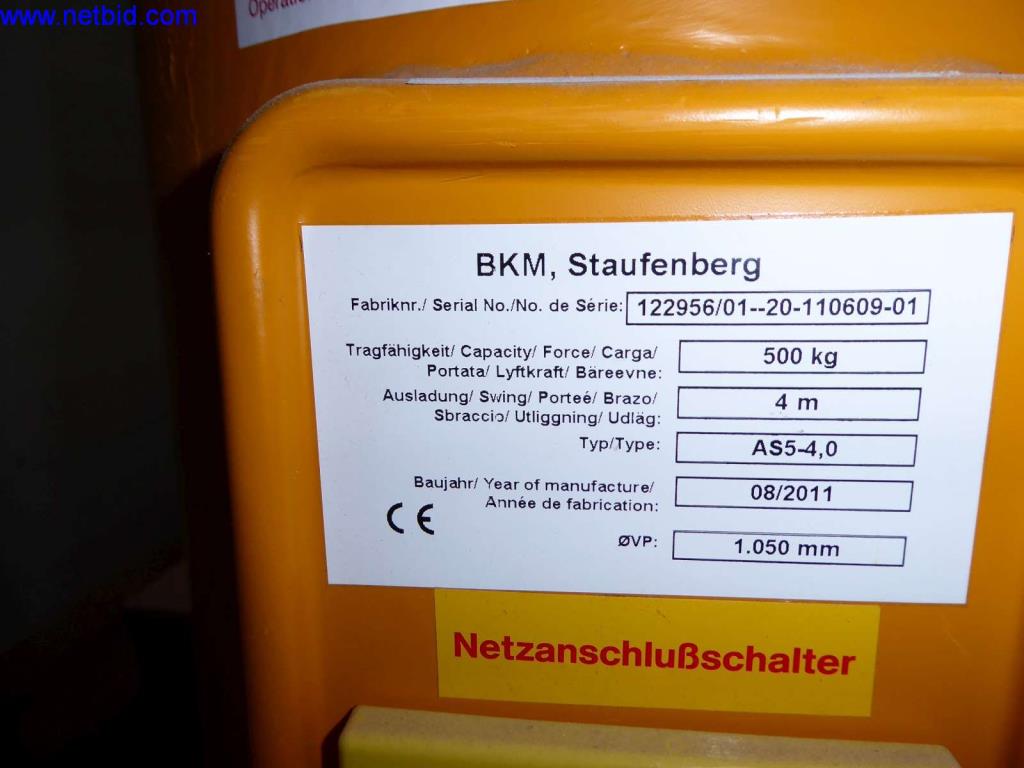 www.netbid.com
BKM, Staufenberg
Fabriknr./ Serial No./No. de Série: 122956/01--20-110609-01
Tragfähigkeit/ Capacity/ Force/ Carga/
Portata/ Lyftkraft/ Bäreevne: 500 kg
Ausladung/ Swing/ Porteé/ Brazo/
Sbraccio/ Utliggning/ Udläg: 4 m
Typ/Type: AS5-4,0
Baujahr/ Year of manufacture/
Année de fabrication: 08/2011
CE
ØVP: 1.050 mm
Netzanschlußschalter